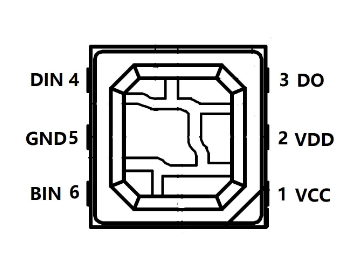 DIN 4
3 DO
GND5
2 VDD
BIN 6
1 VCC